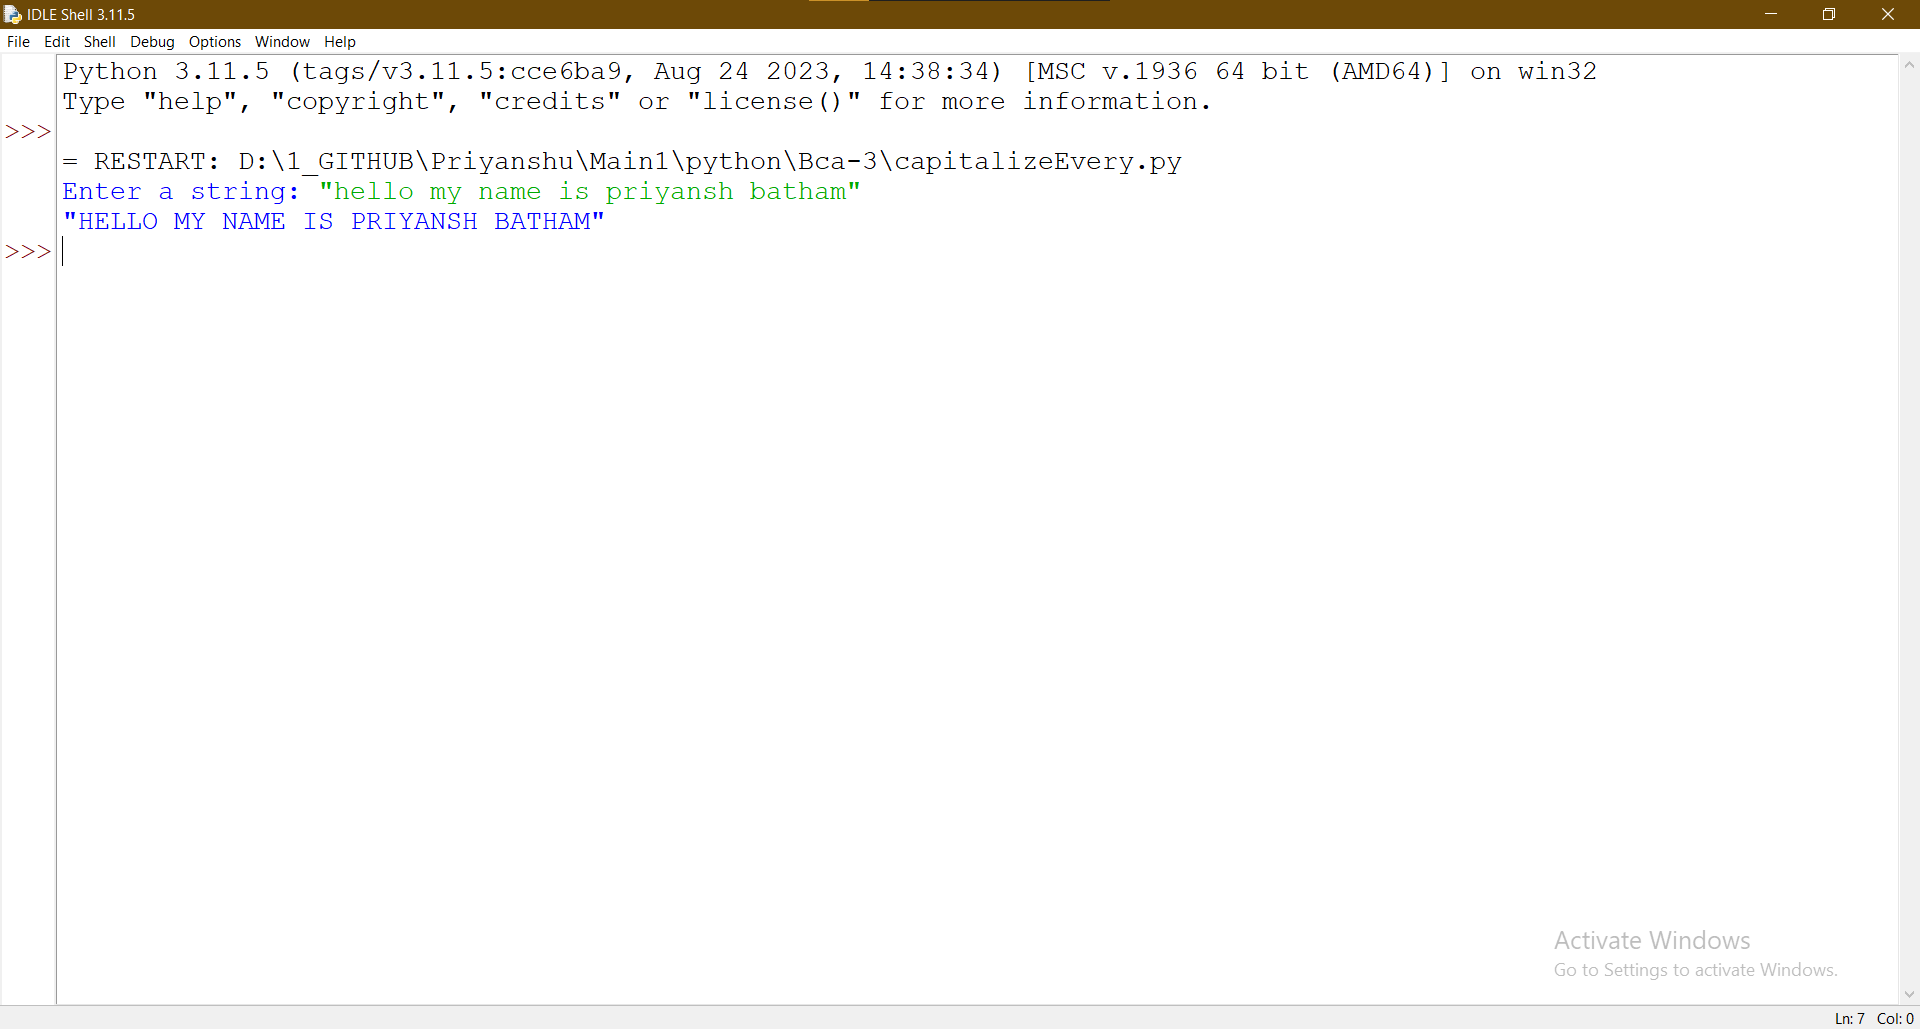 IDLE Shell 3.11.5
File Edit Shell Debug Options Window Help
Python 3.11.5 (tags/v3.11.5:cce6ba9, Aug 24 2023, 14:38:34) [MSC v.1936 64 bit (AMD64)] on win32
Type "help", "copyright", "credits" or "license()" for more information.
>>>
= RESTART: D:\1_GITHUB\Priyanshu\Main1\python\Bca-3\capitalizeEvery.py
Enter a string: "hello my name is priyansh batham"
"HELLO MY NAME IS PRIYANSH BATHAM"
>>>
Activate Windows
Go to Settings to activate Windows.
Ln: 7 Col: 0